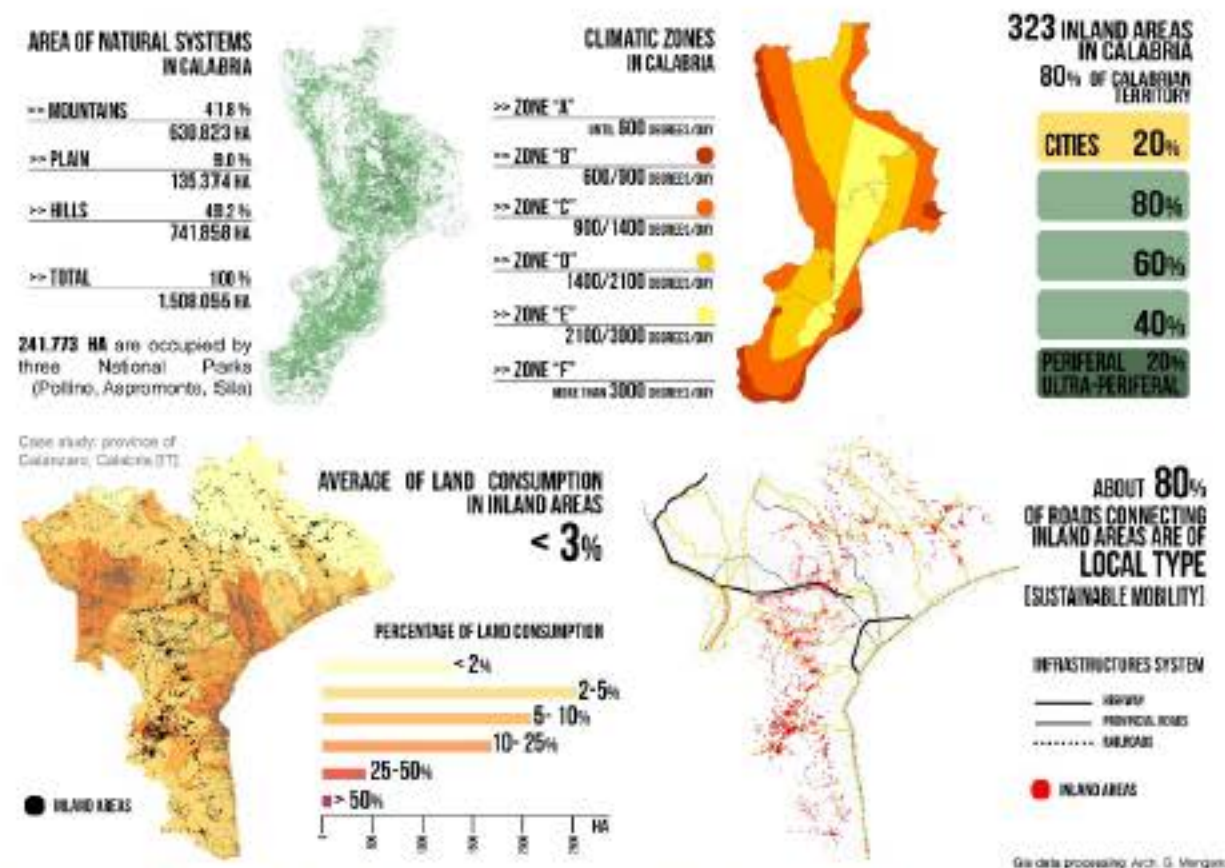 AREA OF NATURAL SYSTEMS
IN CALABRIA
>> MOUNTAINS 41.8 %
630.823 HA
>> PLAIN 9.0 %
135.374 HA
>> HILLS 49.2 %
741.858 HA
>> TOTAL 100 %
1.508.055 HA
241.773 HA are occupied by
three National Parks
(Pollino, Aspromonte, Sila)
CLIMATIC ZONES
IN CALABRIA
>> ZONE "A"
UNTIL 600 DEGREES/DAY
>> ZONE "B"
600/900 DEGREES/DAY
>> ZONE "C"
900/1400 DEGREES/DAY
>> ZONE "D"
1400/2100 DEGREES/DAY
>> ZONE "E"
2100/3000 DEGREES/DAY
>> ZONE "F"
MORE THAN 3000 DEGREES/DAY
323 INLAND AREAS
IN CALABRIA
80% OF CALABRIAN
TERRITORY
CITIES 20%
80%
60%
40%
PERIFERAL 20%
ULTRA-PERIFERAL
Case study: province of
Catanzaro, Calabria [IT]
AVERAGE OF LAND CONSUMPTION
IN INLAND AREAS
< 3%
PERCENTAGE OF LAND CONSUMPTION
< 2%
2-5%
5- 10%
10- 25%
25-50%
> 50%
HA
INLAND AREAS
ABOUT 80%
OF ROADS CONNECTING
INLAND AREAS ARE OF
LOCAL TYPE
[SUSTAINABLE MOBILITY]
INFRASTRUCTURES SYSTEM
HIGHWAY
PROVINCIAL ROADS
RAILROADS
INLAND AREAS
Gis data processing: Arch. G. Mangan